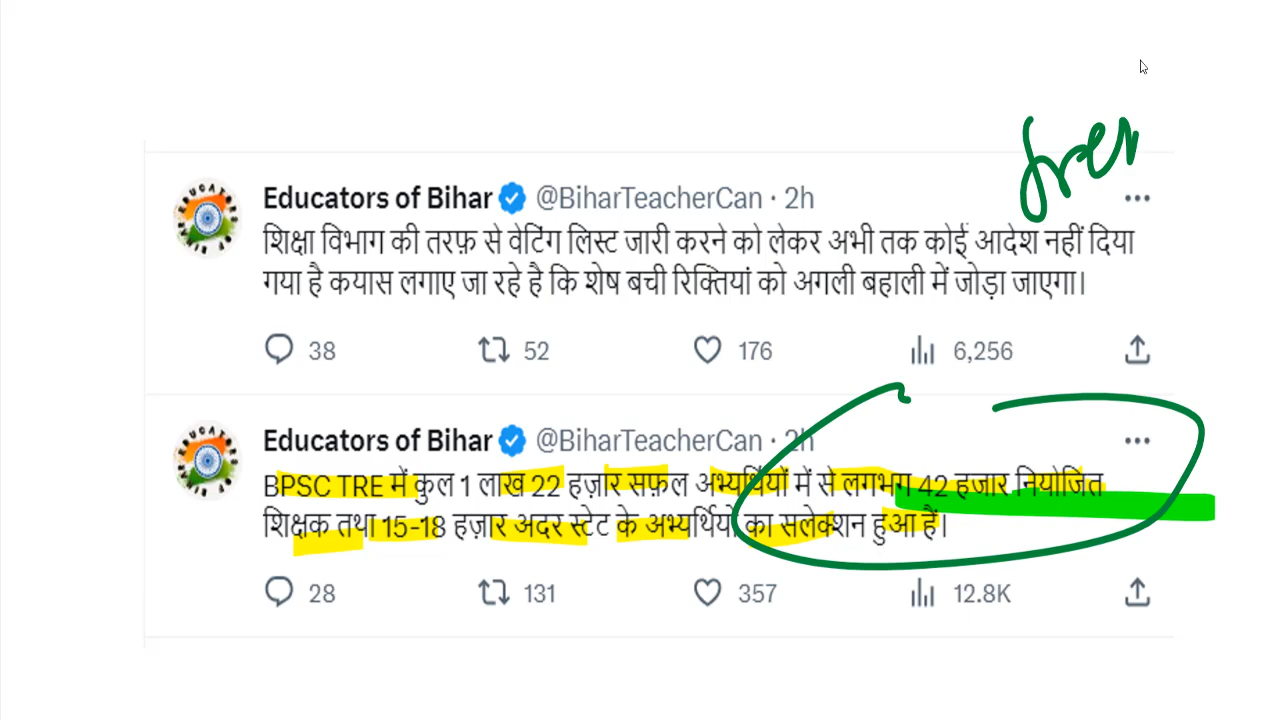 Educators of Bihar @BiharTeacherCan · 2h
शिक्षा विभाग की तरफ़ से वेटिंग लिस्ट जारी करने को लेकर अभी तक कोई आदेश नहीं दिया
गया है कयास लगाए जा रहे है कि शेष बची रिक्तियां को अगली बहाली में जोड़ा जाएगा।
38 52 176 6,256
Educators of Bihar @BiharTeacherCan · 2h
BPSC TRE में कुल 1 लाख 22 हज़ार सफ़ल अभ्यर्थियों में से लगभग 42 हजार नियोजित
शिक्षक तथा 15-18 हज़ार अदर स्टेट के अभ्यर्थियों का सलेक्शन हुआ हैं।
28 131 357 12.8K